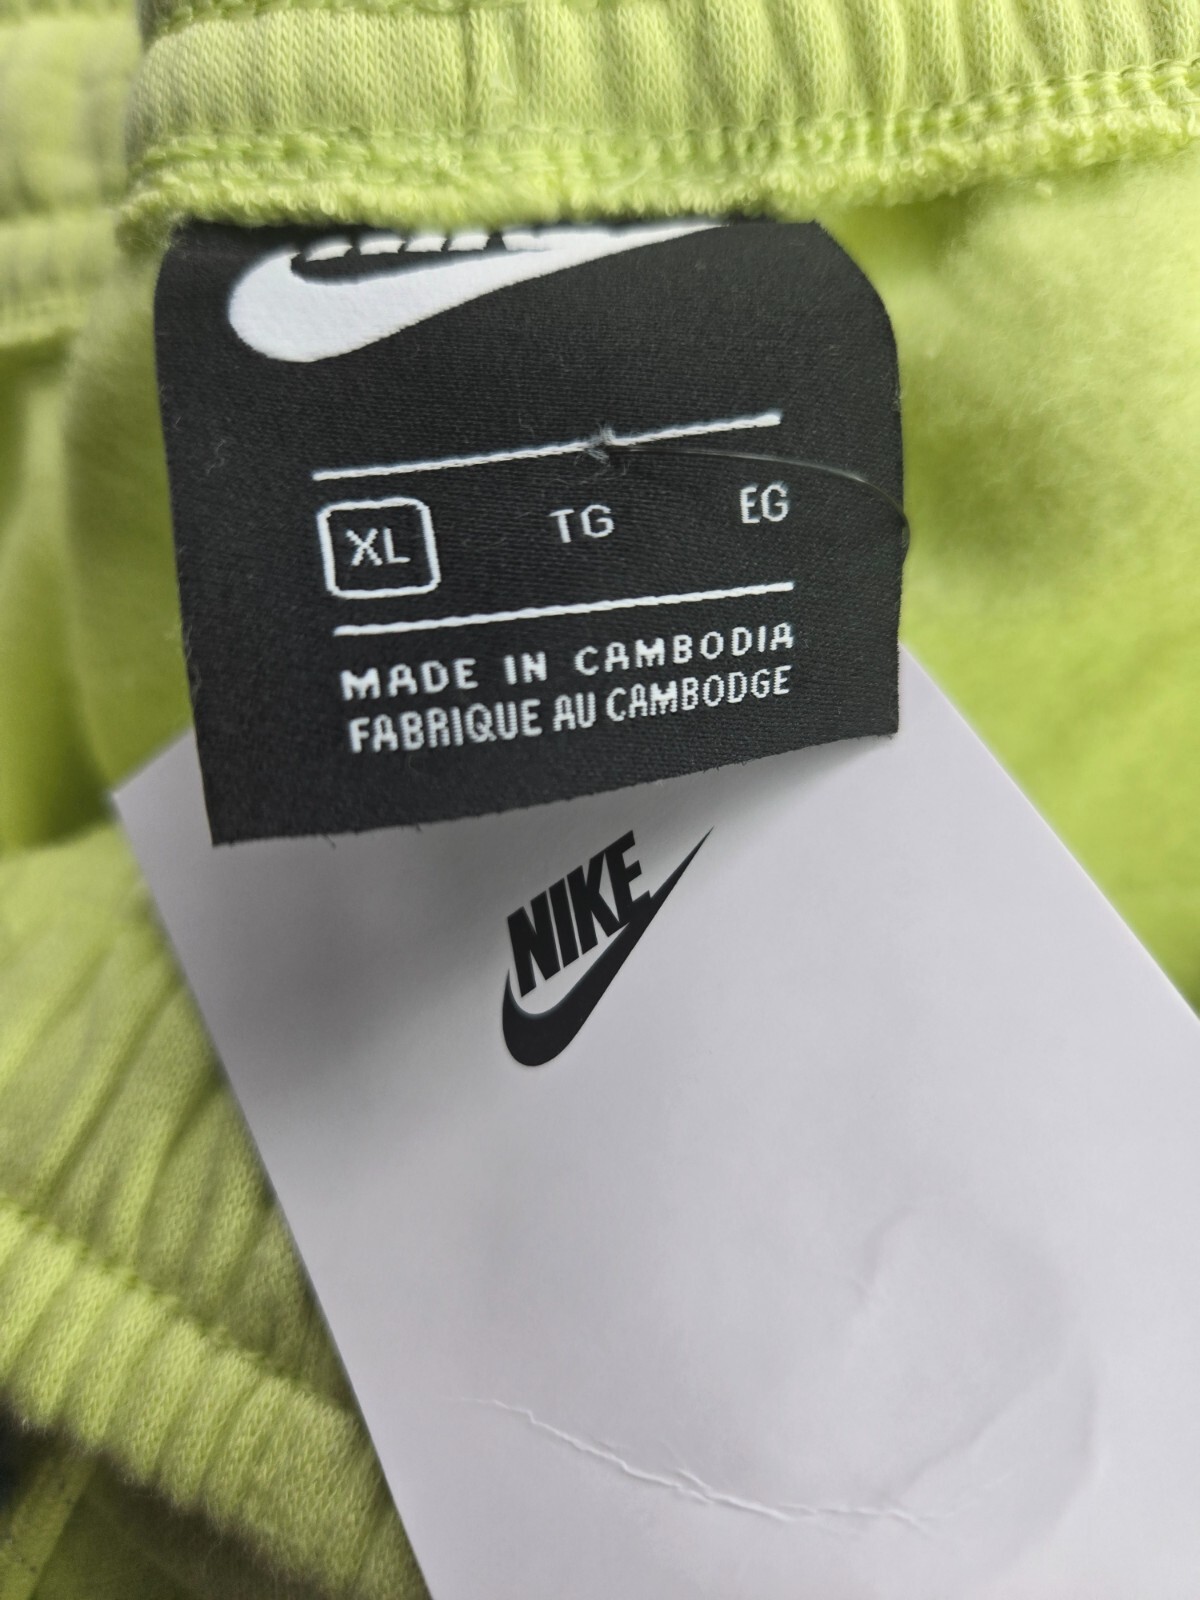 XL TG EG
MADE IN CAMBODIA
FABRIQUE AU CAMBODGE
NIKE